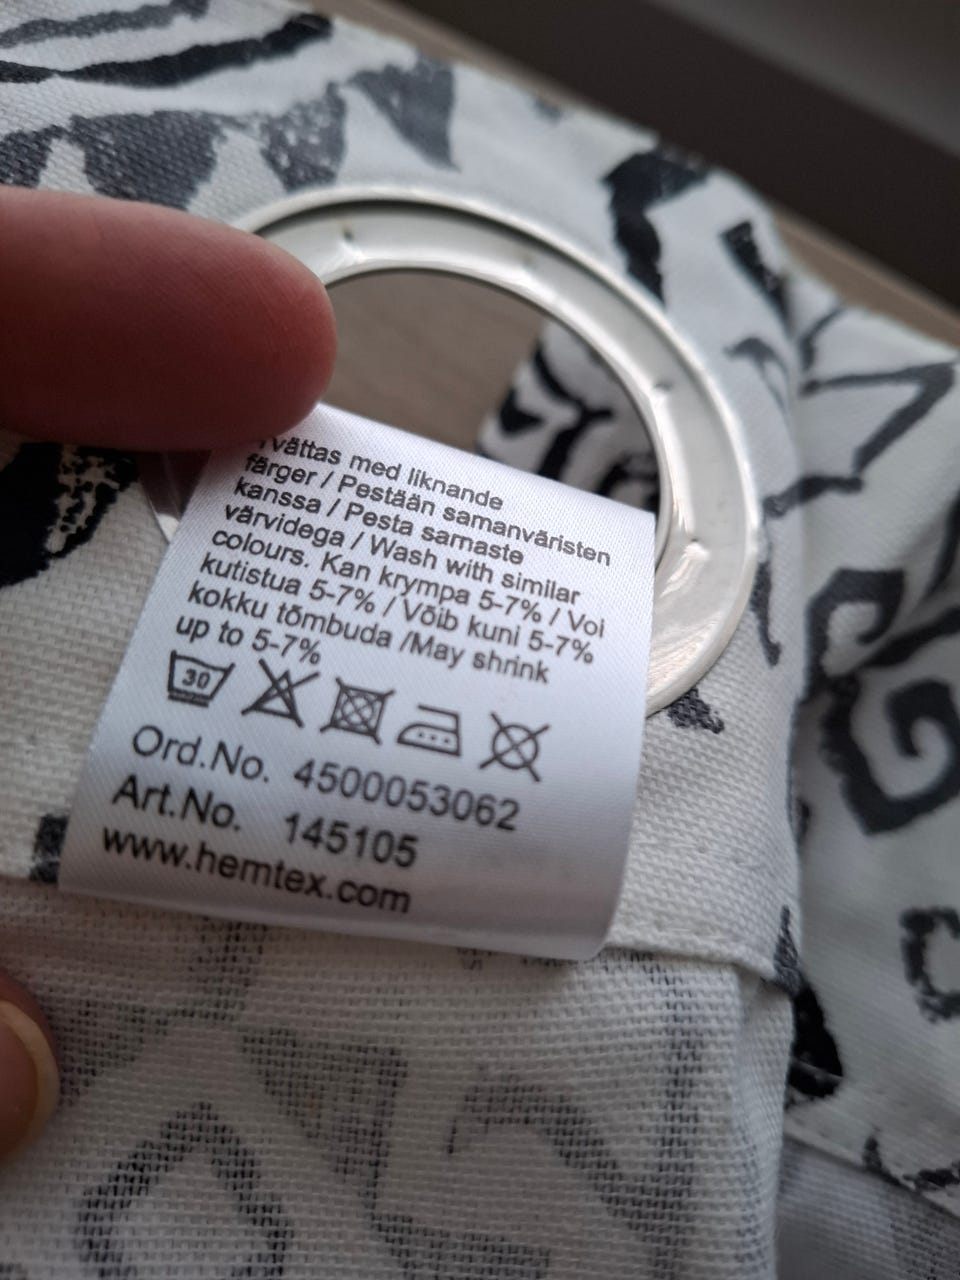 Tvättas med liknande
färger / Pestään samanväristen
kanssa / Pesta samaste
värvidega / Wash with similar
colours. Kan krympa 5-7% / Voi
kutistua 5-7% / Võib kuni 5-7%
kokku tõmbuda /May shrink
up to 5-7%
30
Ord.No. 4500053062
Art.No. 145105
www.hemtex.com